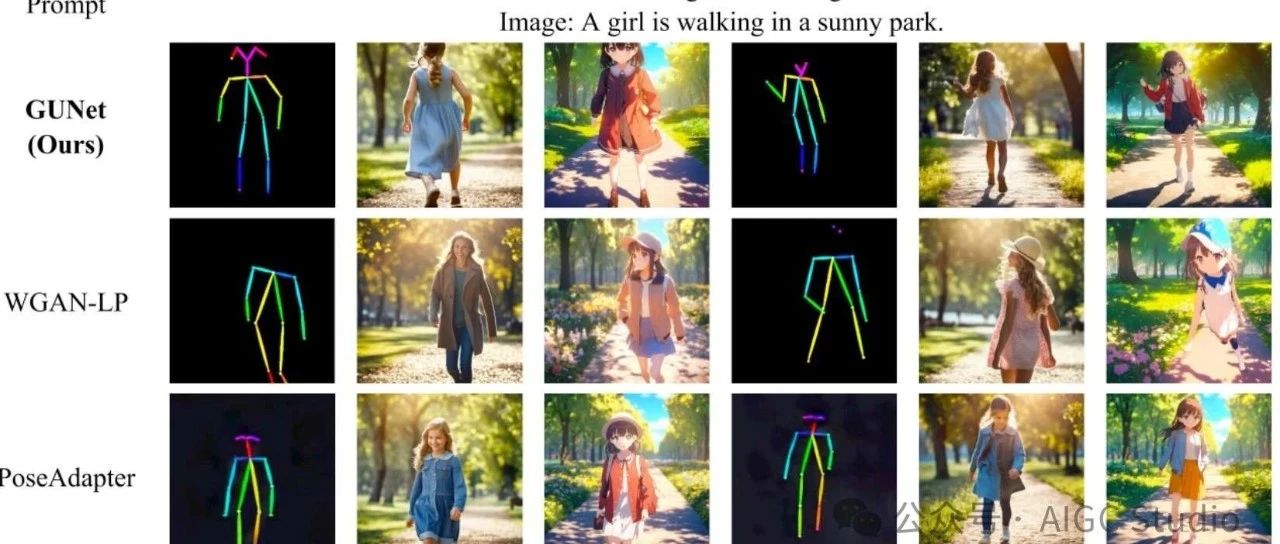 Prompt
Image: A girl is walking in a sunny park.
GUNet
(Ours)
WGAN-LP
PoseAdapter
公众号 · AIGC Studio